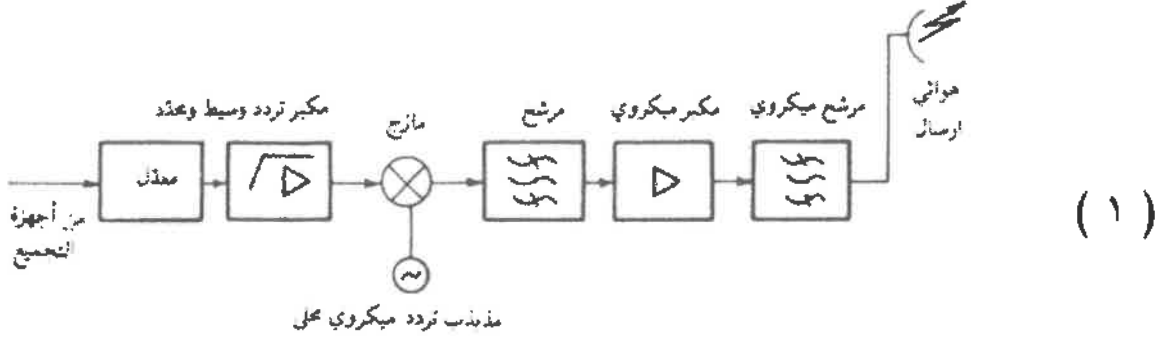 هوائي
ارسال
مرشح ميكروي
مكبر ميكروي
مرشح
مازج
مكبر تردد وسيط ومحدد
معدل
من أجهزة
التجميع
مذبذب تردد ميكروي محلي
( ١ )